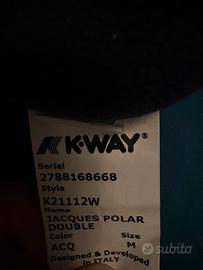 K-WAY®
Serial
2788168668
Style
K21112W
Name
JACQUES POLAR
DOUBLE
Color Size
ACQ M
Designed & Developed
in ITALY
subito